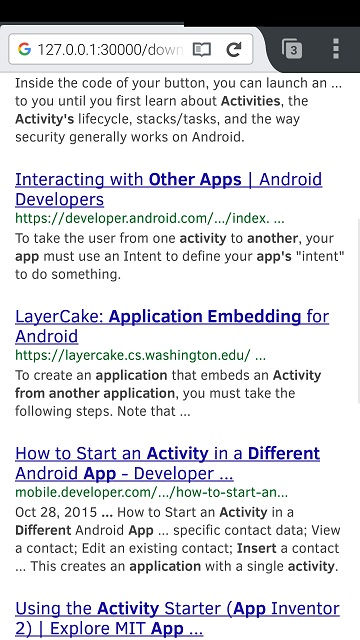 127.0.0.1:30000/down
3
Inside the code of your button, you can launch an ...
to you until you first learn about Activities, the
Activity's lifecycle, stacks/tasks, and the way
security generally works on Android.
Interacting with Other Apps | Android
Developers
https://developer.android.com/.../index. ...
To take the user from one activity to another, your
app must use an Intent to define your app's "intent"
to do something.
LayerCake: Application Embedding for
Android
https://layercake.cs.washington.edu/ ...
To create an application that embeds an Activity
from another application, you must take the
following steps. Note that ...
How to Start an Activity in a Different
Android App - Developer ...
mobile.developer.com/.../how-to-start-an...
Oct 28, 2015 ... How to Start an Activity in a
Different Android App ... specific contact data; View
a contact; Edit an existing contact; Insert a contact
... This creates an application with a single activity.
Using the Activity Starter (App Inventor
2) | Explore MIT App ...